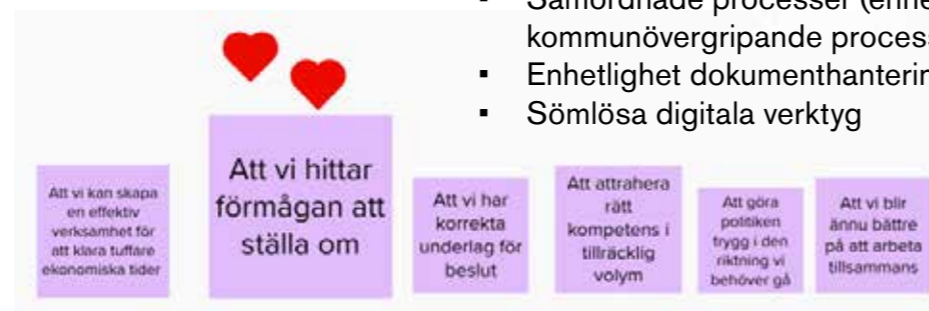 Samordnade processer (enhe
kommunövergripande process
Enhetlighet dokumenthanterin
Sömlösa digitala verktyg
Att vi kan skapa
en effektiv
verksamhet för
att klara tuffare
ekonomiska tider
Att vi hittar
förmågan att
ställa om
Att vi har
korrekta
underlag för
beslut
Att attrahera
rätt
kompetens i
tillräcklig
volym
Att göra
politiken
trygg i den
riktning vi
behöver gå
Att vi blir
ännu bättre
på att arbeta
tillsammans